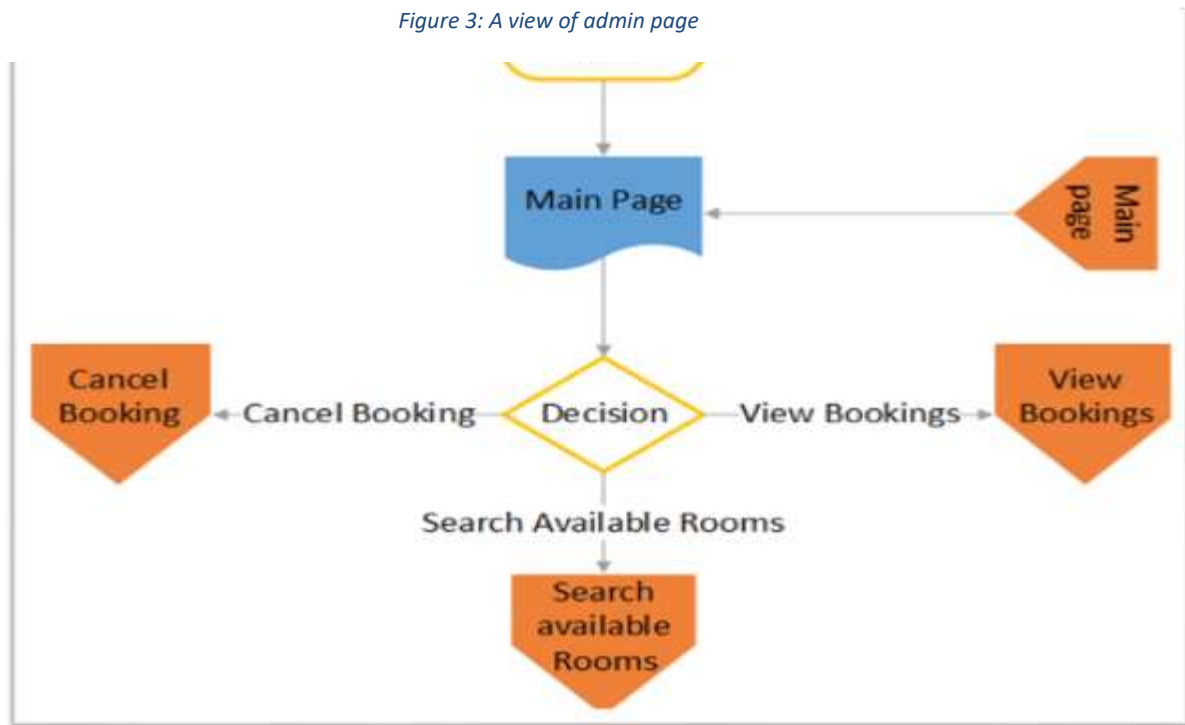 Figure 3: A view of admin page
Main Page
Main
page
Cancel
Booking
Cancel Booking
Decision
View Bookings
View
Bookings
Search Available Rooms
Search
available
Rooms